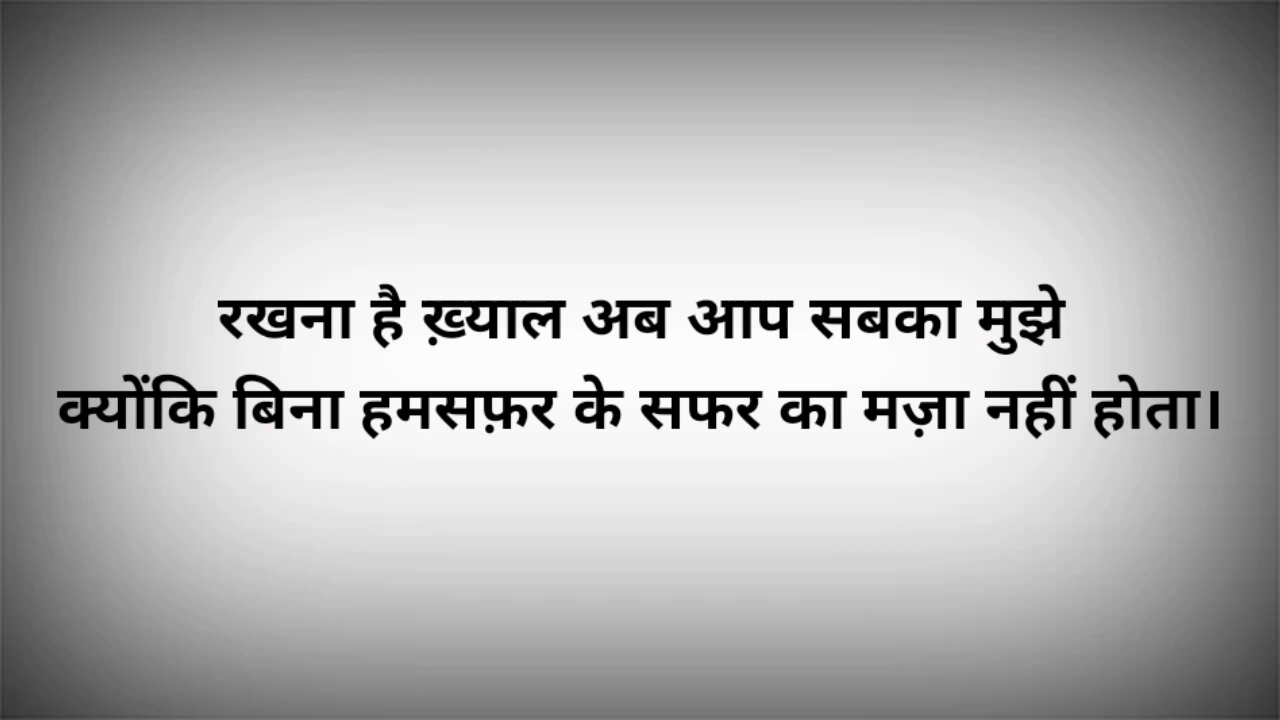 रखना है ख़्याल अब आप सबका मुझे
क्योंकि बिना हमसफ़र के सफर का मज़ा नहीं होता।